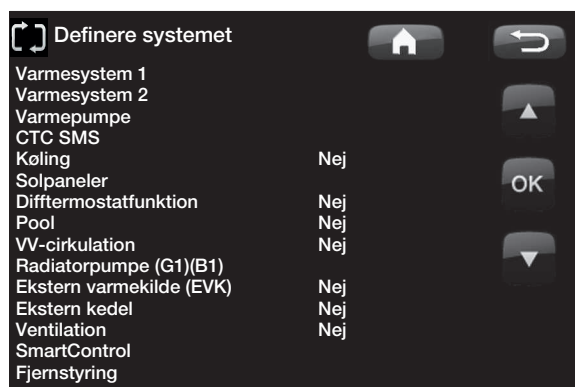 Definere systemet
Varmesystem 1
Varmesystem 2
Varmepumpe
CTC SMS
Køling Nej
Solpaneler
Difftermostatfunktion Nej
Pool Nej
VV-cirkulation Nej
Radiatorpumpe (G1)(B1)
Ekstern varmekilde (EVK) Nej
Ekstern kedel Nej
Ventilation Nej
SmartControl
Fjernstyring
OK